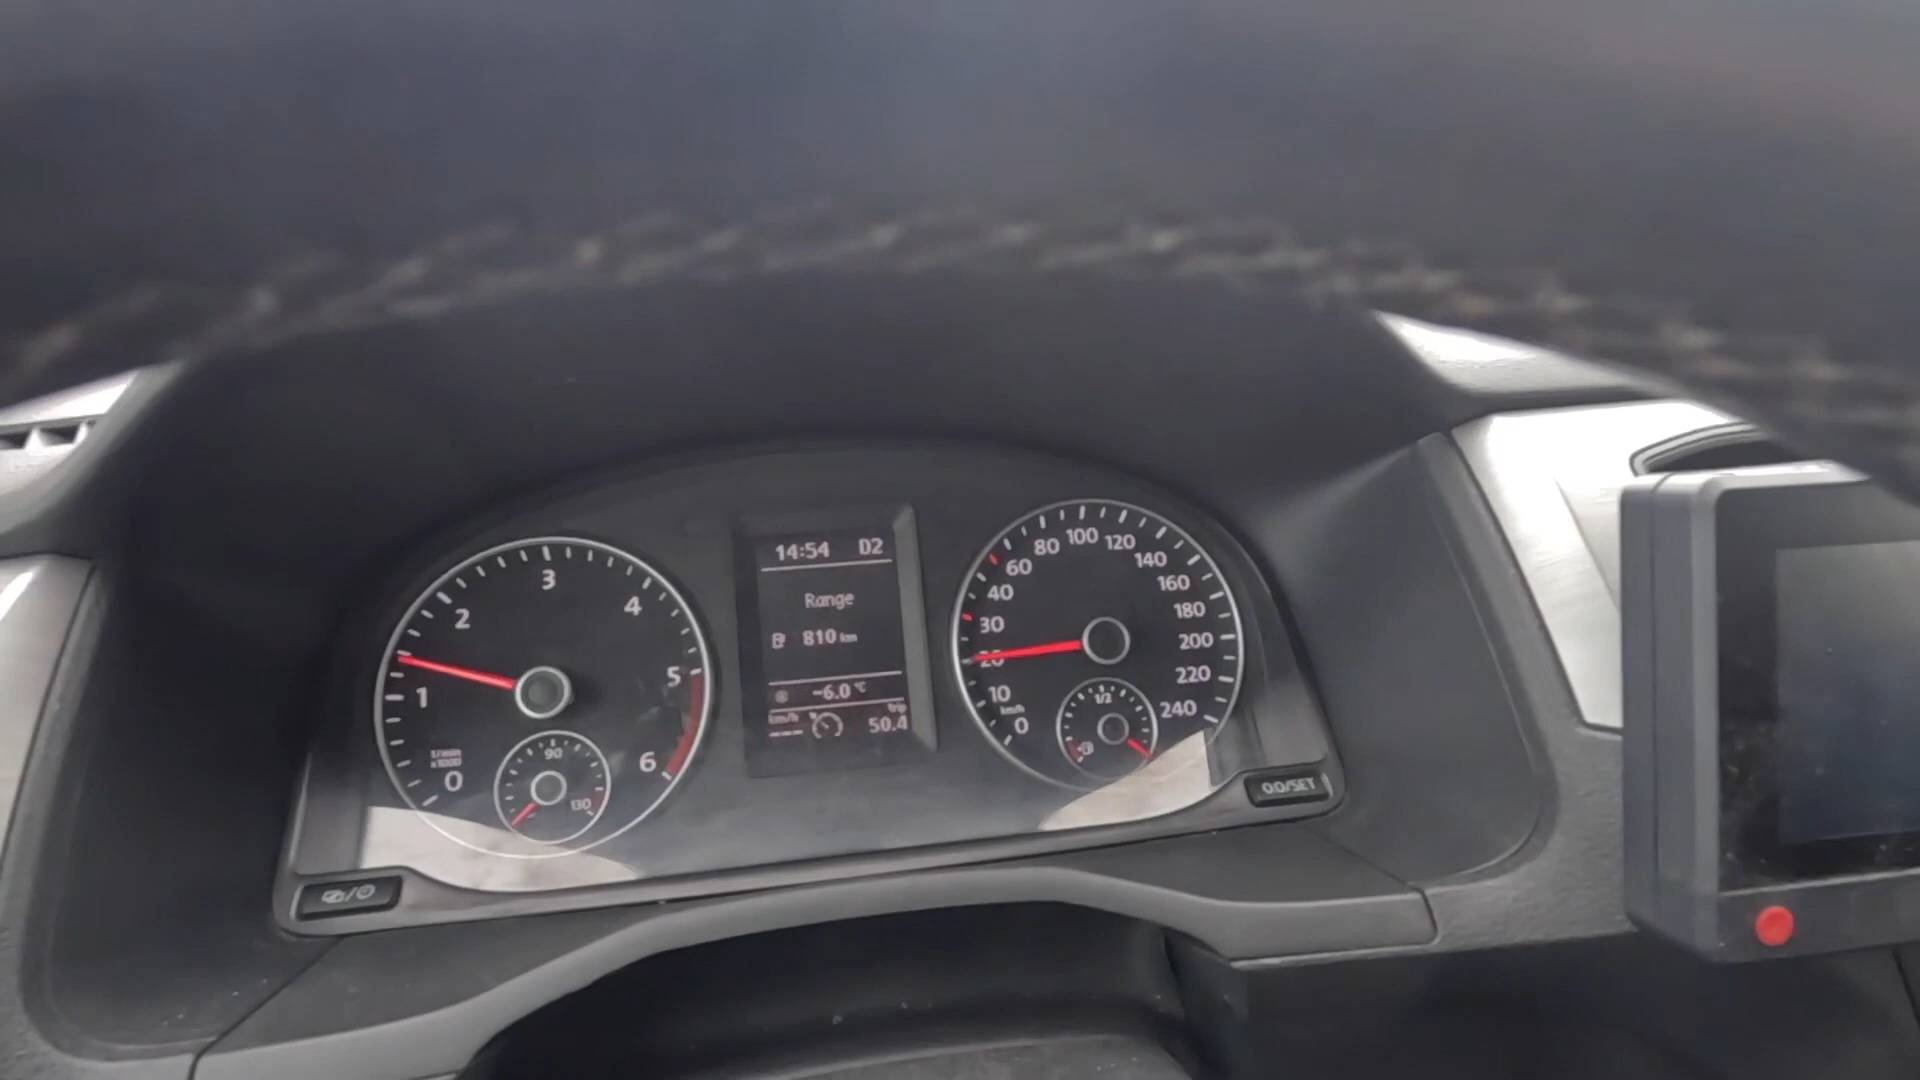 14:54 D2
Range
810 km
-6.0 °C
km/h trip
--- 50.4
0 1 2 3 4 5 6
1/min
x1000
90
130
0 10 20 30 40 60 80 100 120 140 160 180 200 220 240
km/h
1/2
0.0/SET